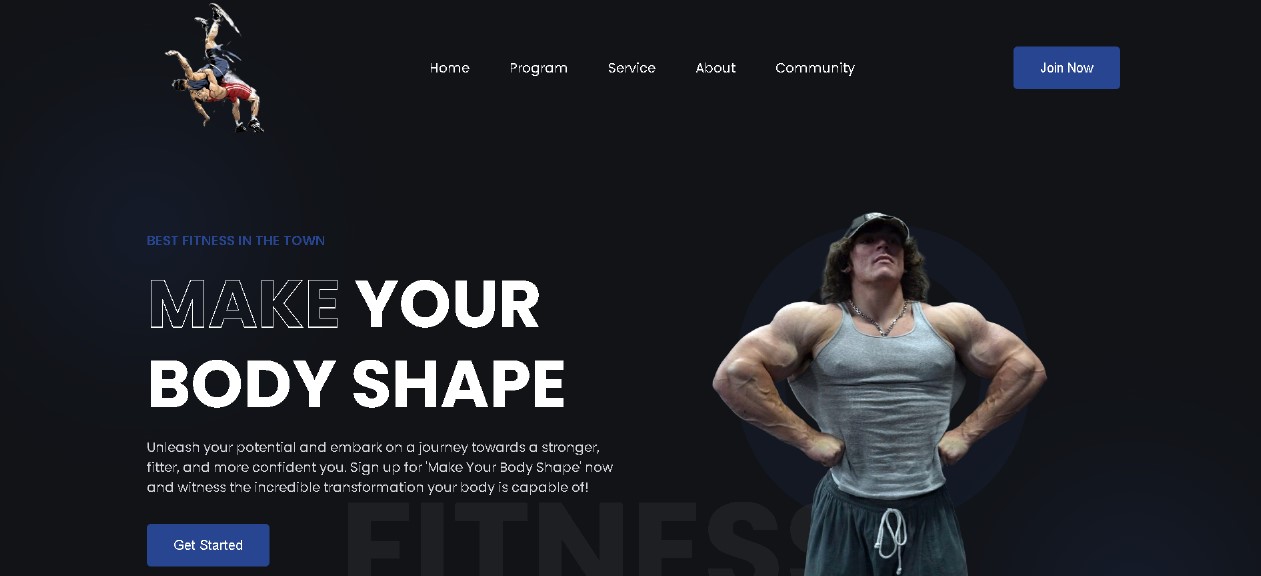 Home Program Service About Community Join Now
BEST FITNESS IN THE TOWN
MAKE YOUR
BODY SHAPE
Unleash your potential and embark on a journey towards a stronger,
fitter, and more confident you. Sign up for 'Make Your Body Shape' now
and witness the incredible transformation your body is capable of!
FITNESS
Get Started